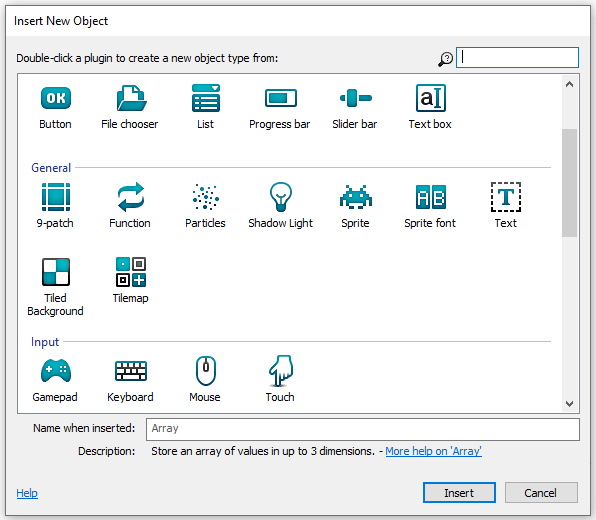 Insert New Object
Double-click a plugin to create a new object type from:
OK
Button File chooser List Progress bar Slider bar Text box
General
9-patch Function Particles Shadow Light Sprite Sprite font Text
Tiled Background Tilemap
Input
Gamepad Keyboard Mouse Touch
Name when inserted: Array
Description: Store an array of values in up to 3 dimensions. - More help on 'Array'
Help Insert Cancel